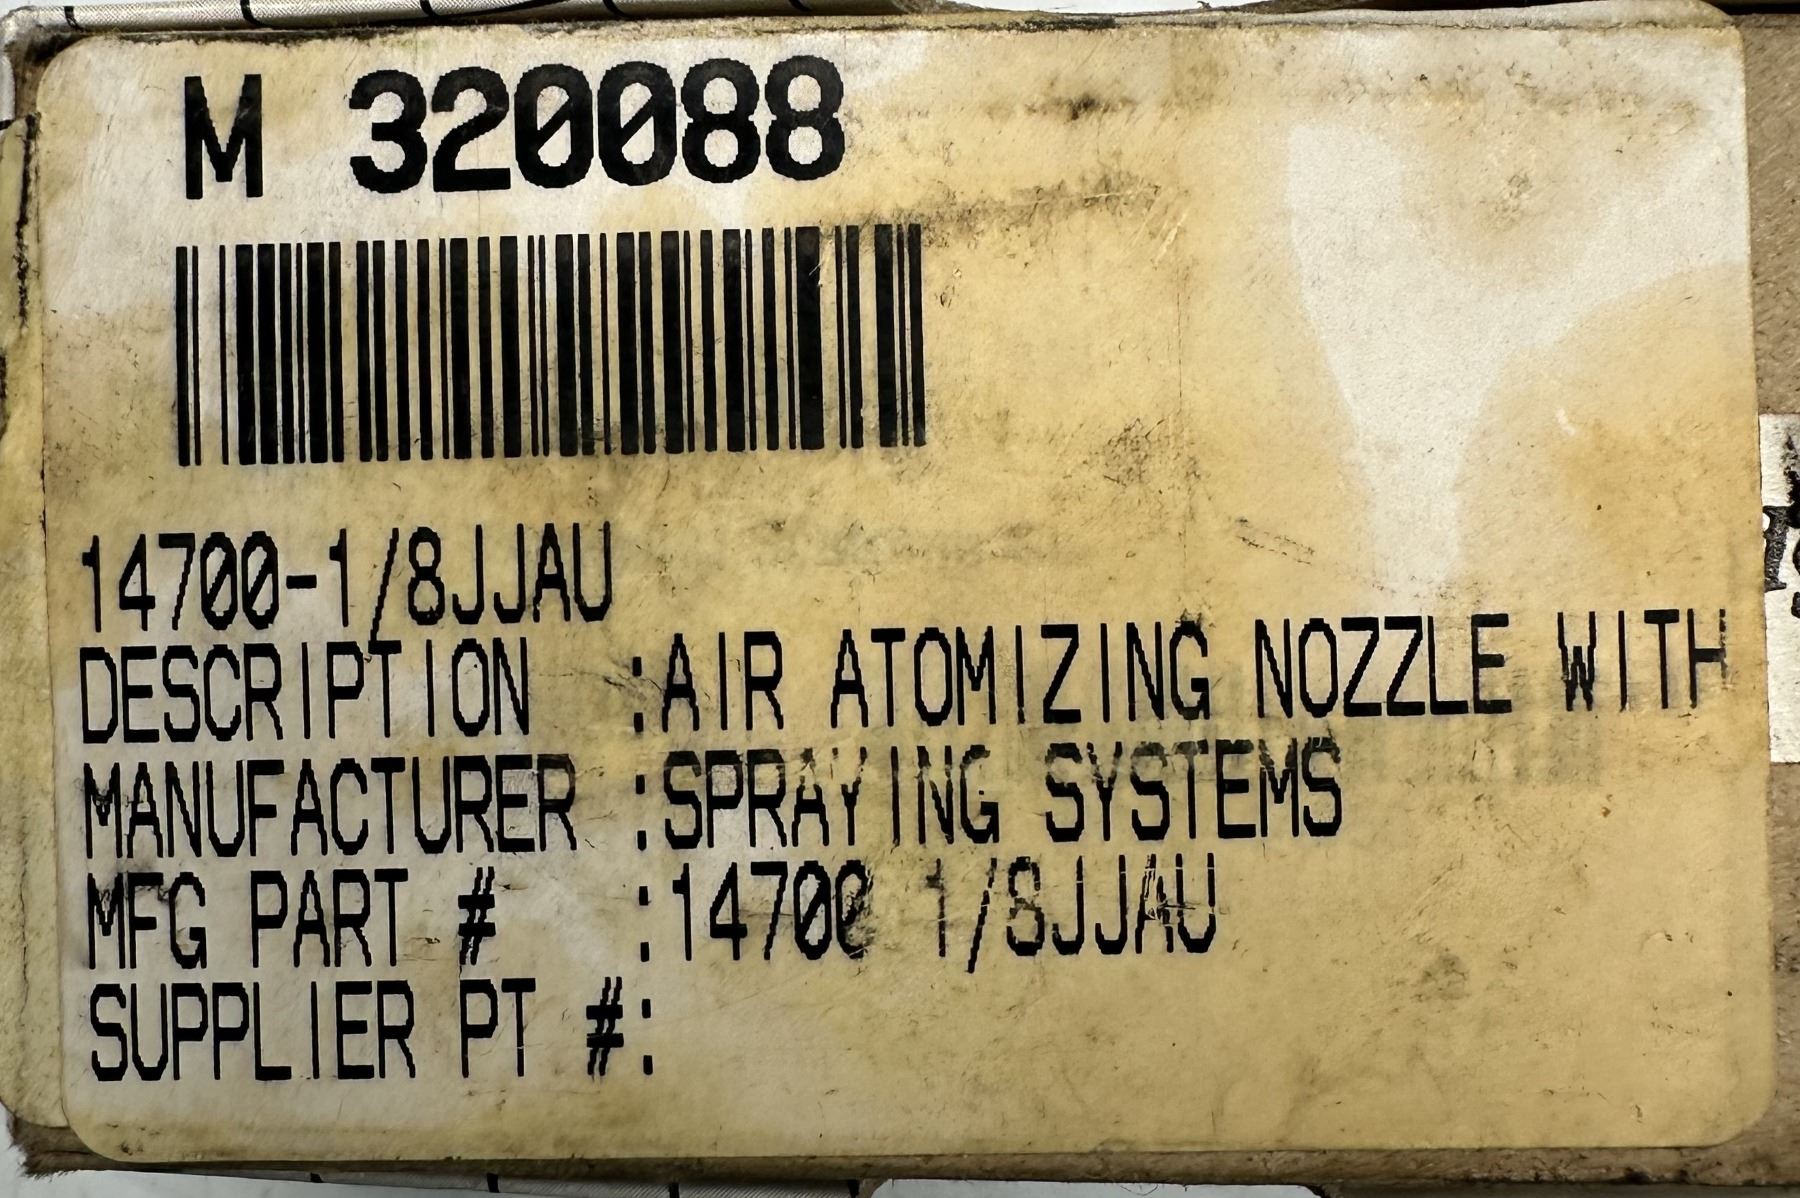 M 320088
14700-1/8JJAU
DESCRIPTION :AIR ATOMIZING NOZZLE WITH
MANUFACTURER :SPRAYING SYSTEMS
MFG PART # :14700 1/8JJAU
SUPPLIER PT #: